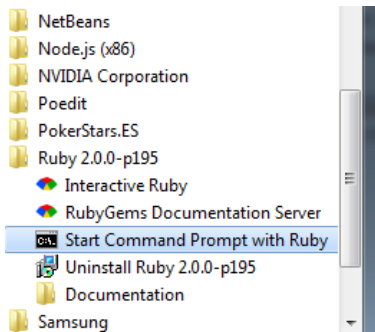 NetBeans
Node.js (x86)
NVIDIA Corporation
Poedit
PokerStars.ES
Ruby 2.0.0-p195
Interactive Ruby
RubyGems Documentation Server
Start Command Prompt with Ruby
Uninstall Ruby 2.0.0-p195
Documentation
Samsung